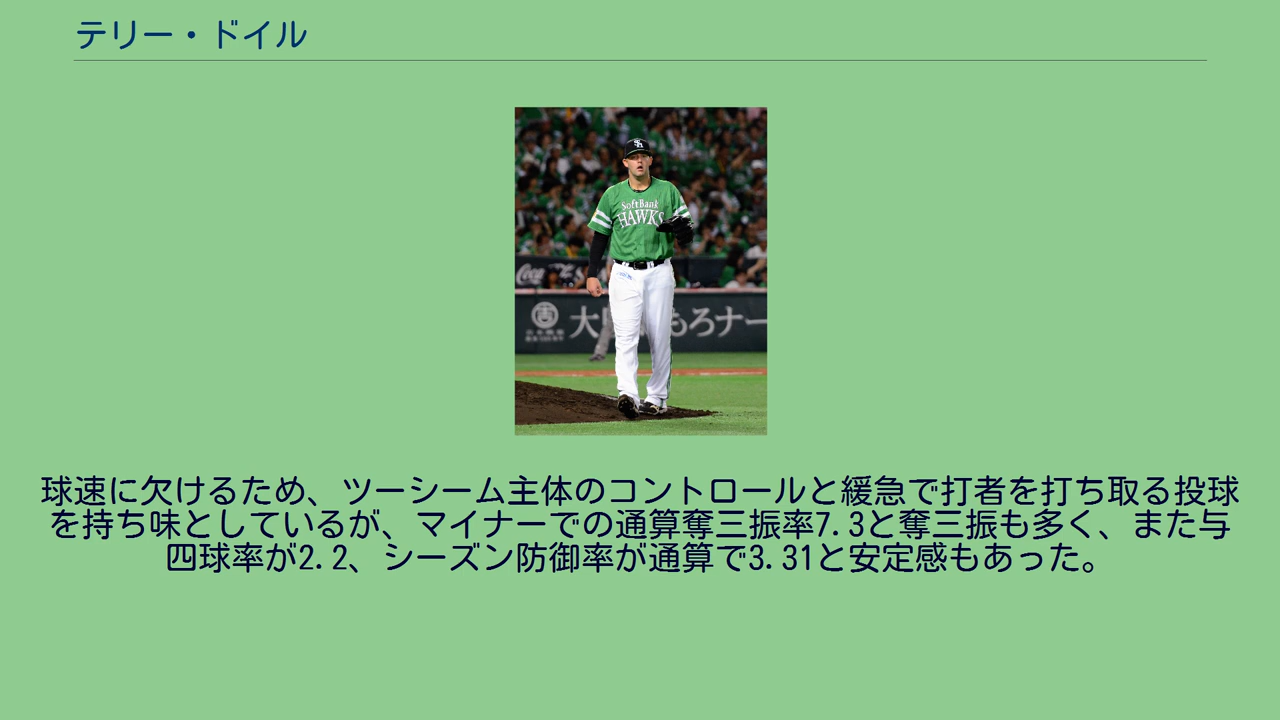 テリー・ドイル
SoftBank
HAWKS
Coca
大
もろナー
球速に欠けるため、ツーシーム主体のコントロールと緩急で打者を打ち取る投球
を持ち味としているが、マイナーでの通算奪三振率7.3と奪三振も多く、また与
四球率が2.2、シーズン防御率が通算で3.31と安定感もあった。